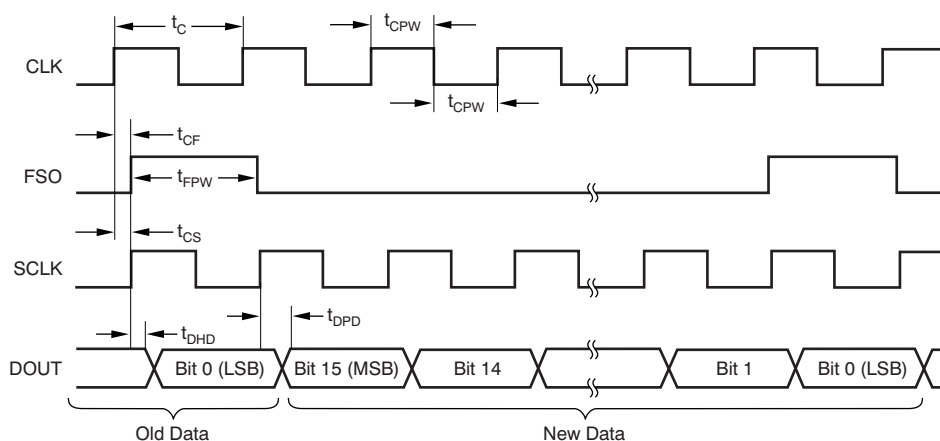 t_C
t_CPW
CLK
t_CPW
t_CF
FSO
t_FPW
t_CS
SCLK
t_DHD
t_DPD
DOUT
Bit 0 (LSB)
Bit 15 (MSB)
Bit 14
Bit 1
Bit 0 (LSB)
Old Data
New Data